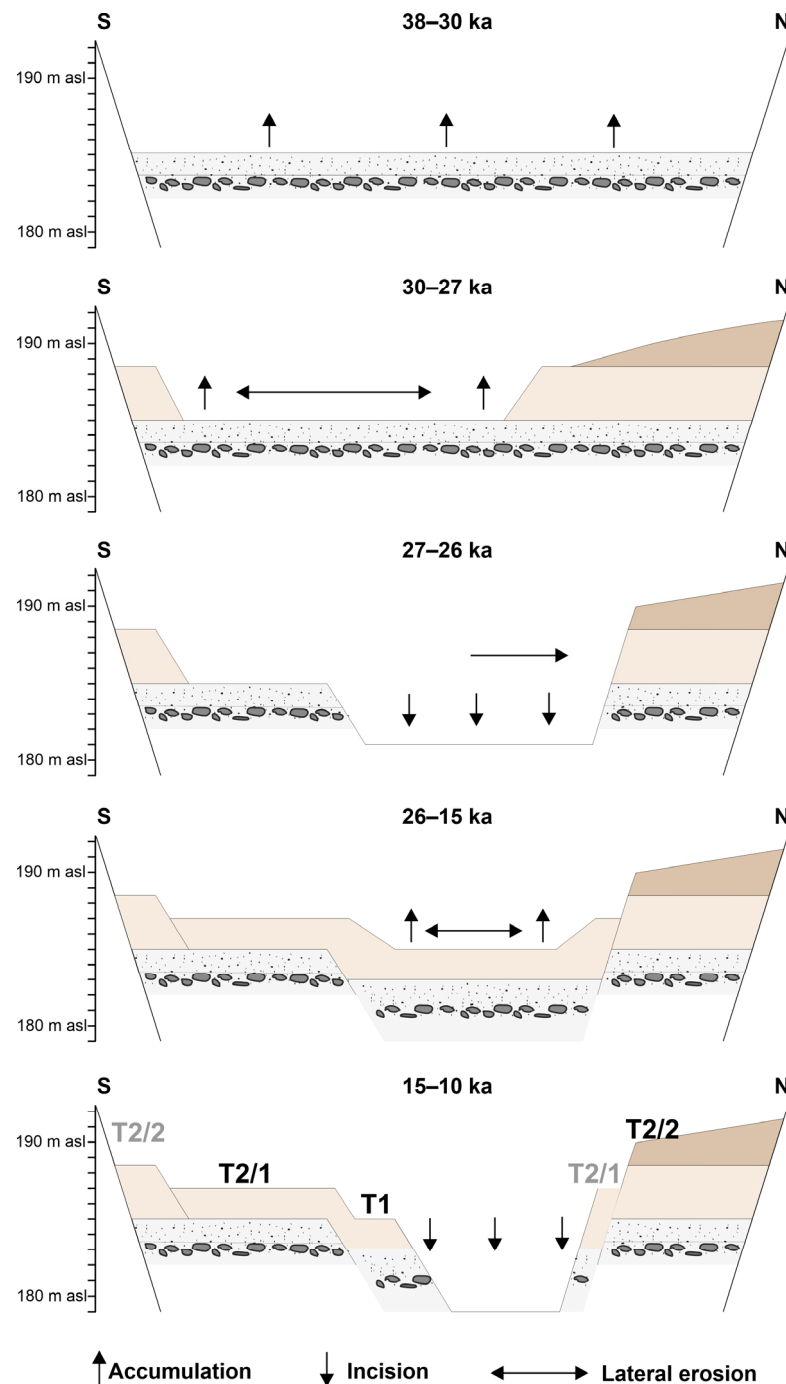 S 38–30 ka N
190 m asl
180 m asl
S 30–27 ka N
190 m asl
180 m asl
S 27–26 ka N
190 m asl
180 m asl
S 26–15 ka N
190 m asl
180 m asl
S 15–10 ka N
T2/2 T2/2
190 m asl
T2/1 T2/1
T1
180 m asl
Accumulation Incision Lateral erosion